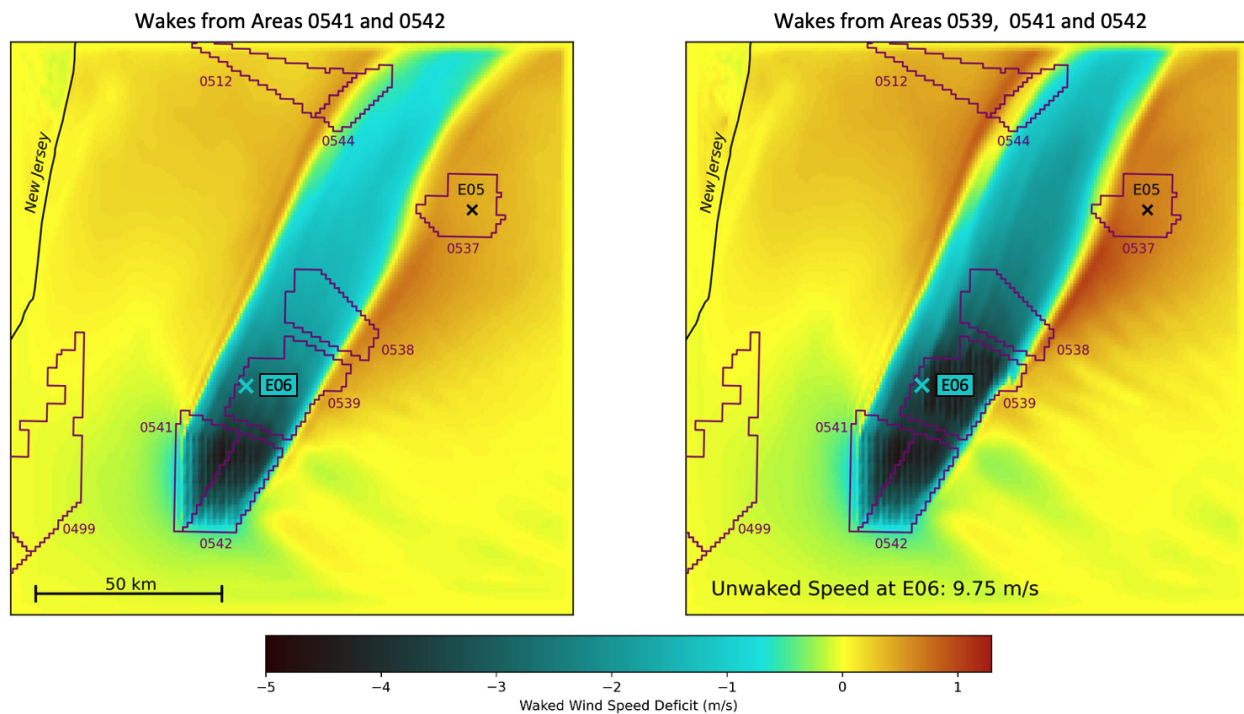 Wakes from Areas 0541 and 0542
Wakes from Areas 0539, 0541 and 0542
New Jersey
0512
0544
E05
0537
0538
E06
0539
0541
0499
0542
50 km
New Jersey
0512
0544
E05
0537
0538
E06
0539
0541
0499
0542
Unwaked Speed at E06: 9.75 m/s
−5 −4 −3 −2 −1 0 1
Waked Wind Speed Deficit (m/s)